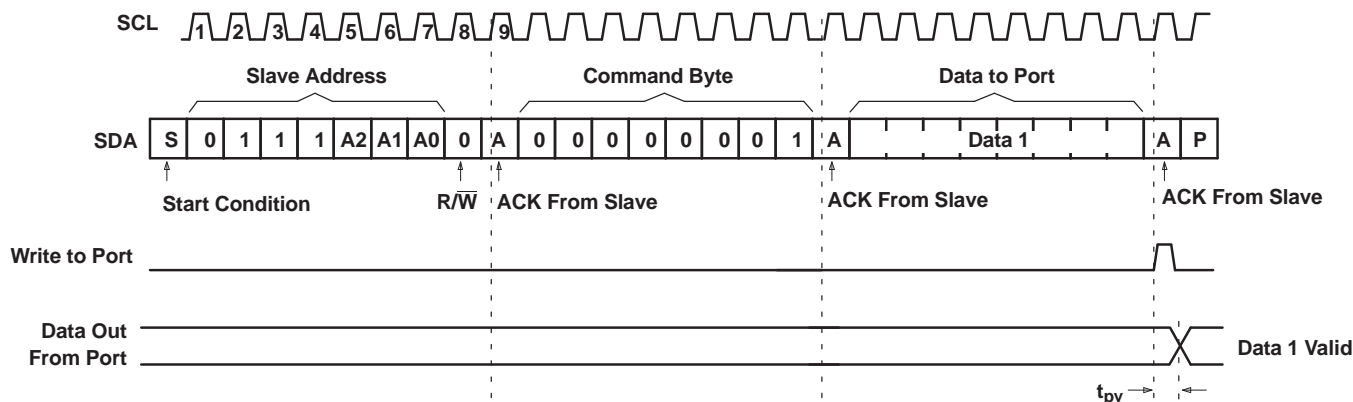 SCL
1 2 3 4 5 6 7 8 9
Slave Address
Command Byte
Data to Port
SDA
S 0 1 1 1 A2 A1 A0 0 A 0 0 0 0 0 0 0 1 A Data 1 A P
Start Condition
R/W̅
ACK From Slave
ACK From Slave
ACK From Slave
Write to Port
Data Out
From Port
Data 1 Valid
tpv